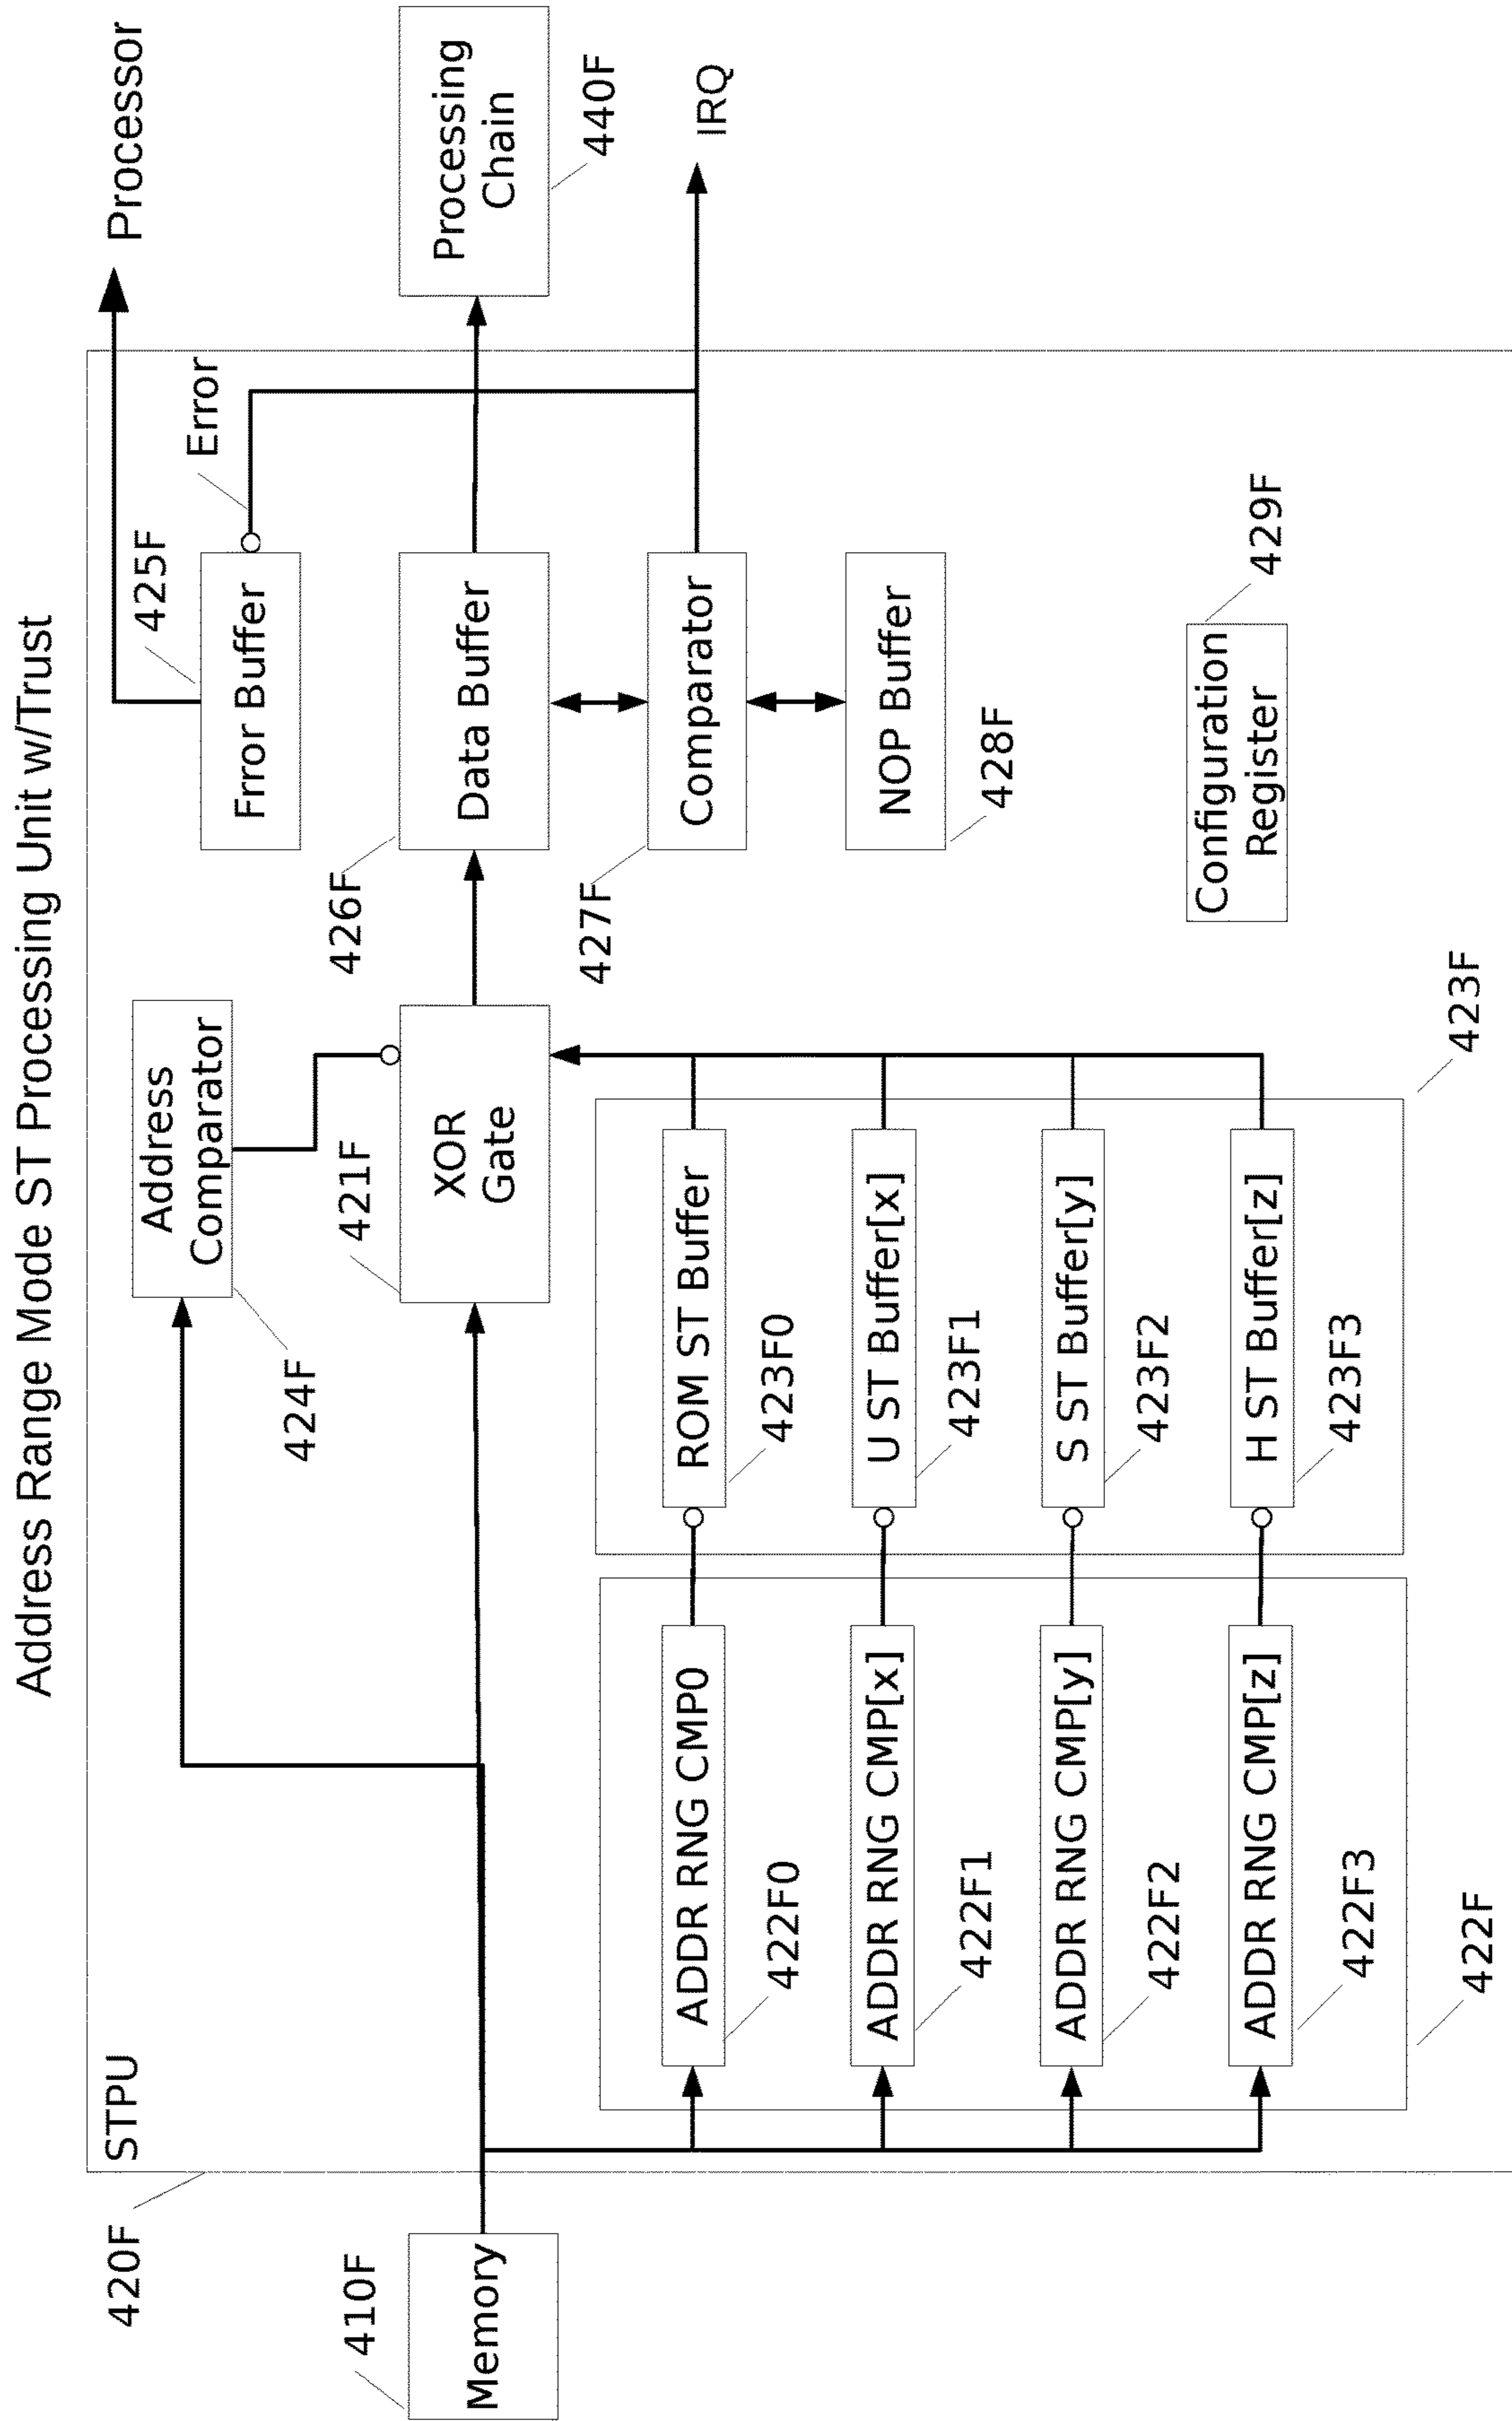 Address Range Mode ST Processing Unit w/Trust
420F
STPU
Processor
Address
Comparator
424F
425F
Frror Buffer
Error
410F
Memory
421F
XOR
Gate
426F
Data Buffer
Processing
Chain
440F
427F
Comparator
IRQ
ADDR RNG CMP0
422F0
ROM ST Buffer
423F0
NOP Buffer
428F
ADDR RNG CMP[x]
422F1
U ST Buffer[x]
423F1
ADDR RNG CMP[y]
422F2
S ST Buffer[y]
423F2
Configuration
Register
429F
ADDR RNG CMP[z]
422F3
H ST Buffer[z]
423F3
422F
423F